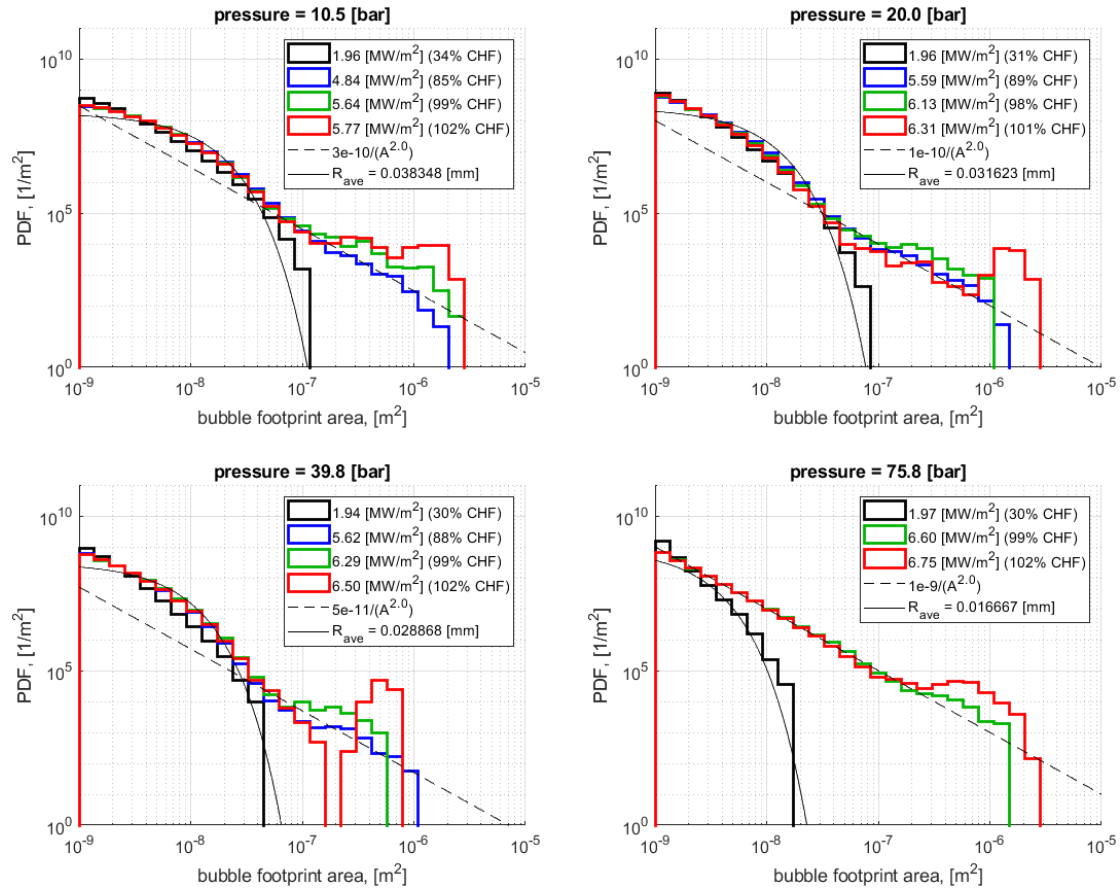 pressure = 10.5 [bar]
10^10
10^5
10^0
PDF, [1/m^2]
1.96 [MW/m^2] (34% CHF)
4.84 [MW/m^2] (85% CHF)
5.64 [MW/m^2] (99% CHF)
5.77 [MW/m^2] (102% CHF)
3e-10/(A^2.0)
R_ave = 0.038348 [mm]
10^-9 10^-8 10^-7 10^-6 10^-5
bubble footprint area, [m^2]
pressure = 20.0 [bar]
10^10
10^5
10^0
PDF, [1/m^2]
1.96 [MW/m^2] (31% CHF)
5.59 [MW/m^2] (89% CHF)
6.13 [MW/m^2] (98% CHF)
6.31 [MW/m^2] (101% CHF)
1e-10/(A^2.0)
R_ave = 0.031623 [mm]
10^-9 10^-8 10^-7 10^-6 10^-5
bubble footprint area, [m^2]
pressure = 39.8 [bar]
10^10
10^5
10^0
PDF, [1/m^2]
1.94 [MW/m^2] (30% CHF)
5.62 [MW/m^2] (88% CHF)
6.29 [MW/m^2] (99% CHF)
6.50 [MW/m^2] (102% CHF)
5e-11/(A^2.0)
R_ave = 0.028868 [mm]
10^-9 10^-8 10^-7 10^-6 10^-5
bubble footprint area, [m^2]
pressure = 75.8 [bar]
10^10
10^5
10^0
PDF, [1/m^2]
1.97 [MW/m^2] (30% CHF)
6.60 [MW/m^2] (99% CHF)
6.75 [MW/m^2] (102% CHF)
1e-9/(A^2.0)
R_ave = 0.016667 [mm]
10^-9 10^-8 10^-7 10^-6 10^-5
bubble footprint area, [m^2]